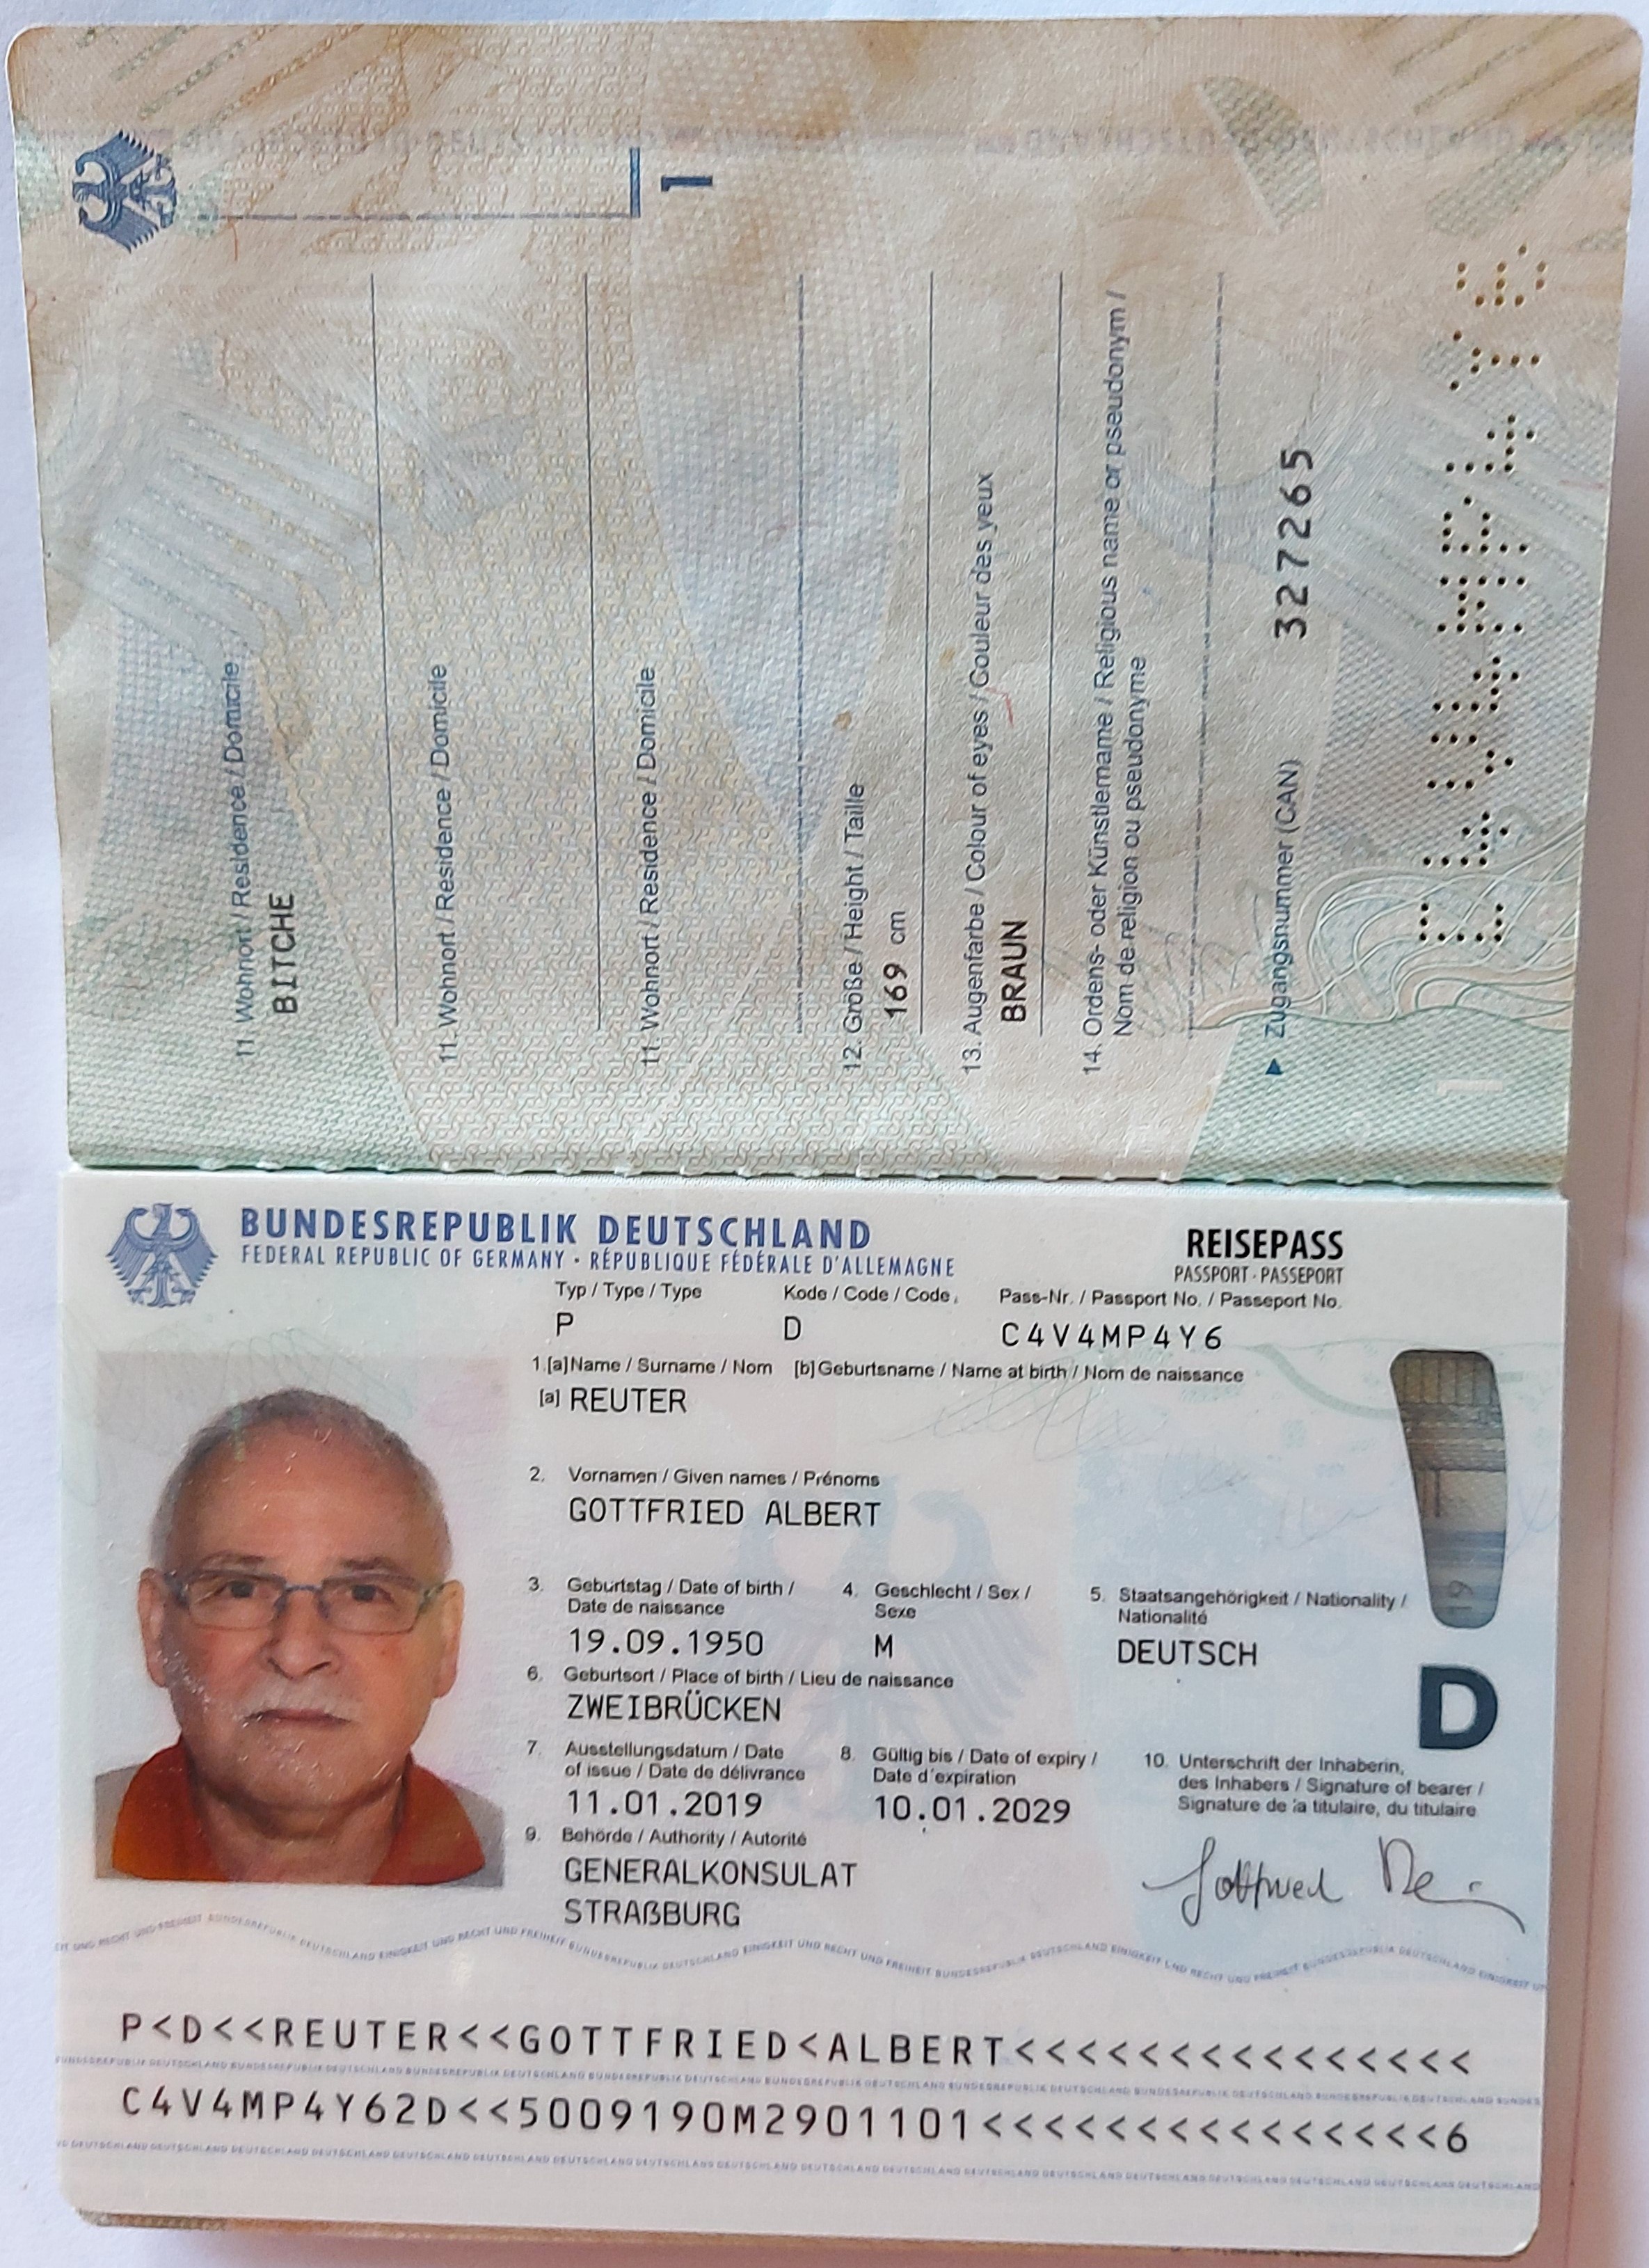 11. Wohnort / Residence / Domicile
BITCHE
11. Wohnort / Residence / Domicile
11. Wohnort / Residence / Domicile
12. Größe / Height / Taille
169 cm
13. Augenfarbe / Colour of eyes / Couleur des yeux
BRAUN
14. Ordens- oder Künstlername / Religious name or pseudonym /
Nom de religion ou pseudonyme
Zugangsnummer (CAN) 327265
1
BUNDESREPUBLIK DEUTSCHLAND
FEDERAL REPUBLIC OF GERMANY · RÉPUBLIQUE FÉDÉRALE D'ALLEMAGNE
REISEPASS
PASSPORT · PASSEPORT
Typ / Type / Type Kode / Code / Code Pass-Nr. / Passport No. / Passeport No.
P D C4V4MP4Y6
1.[a]Name / Surname / Nom [b]Geburtsname / Name at birth / Nom de naissance
[a] REUTER
2. Vornamen / Given names / Prénoms
GOTTFRIED ALBERT
3. Geburtstag / Date of birth /
Date de naissance
19.09.1950
4. Geschlecht / Sex /
Sexe
M
5. Staatsangehörigkeit / Nationality /
Nationalité
DEUTSCH
6. Geburtsort / Place of birth / Lieu de naissance
ZWEIBRÜCKEN
D
7. Ausstellungsdatum / Date
of issue / Date de délivrance
11.01.2019
8. Gültig bis / Date of expiry /
Date d'expiration
10.01.2029
10. Unterschrift der Inhaberin,
des Inhabers / Signature of bearer /
Signature de la titulaire, du titulaire
9. Behörde / Authority / Autorité
GENERALKONSULAT
STRAßBURG
P<D<<REUTER<<GOTTFRIED<ALBERT<<<<<<<<<<<<<<<
C4V4MP4Y62D<<5009190M2901101<<<<<<<<<<<<<<<6